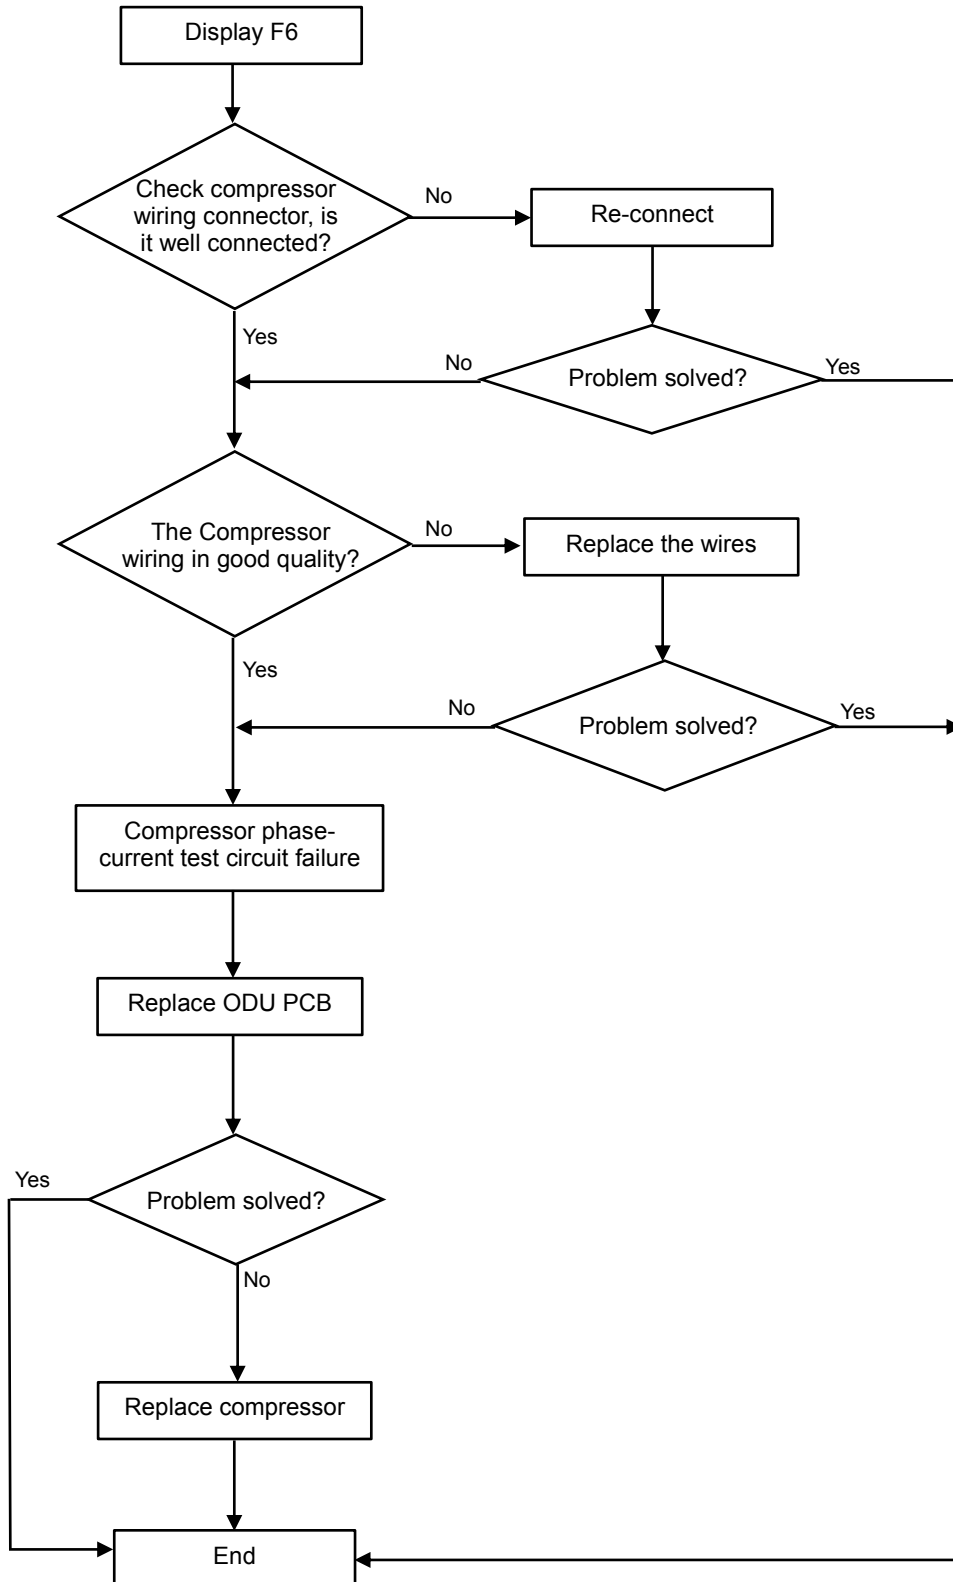 Display F6
Check compressor
wiring connector, is
it well connected?
No
Re-connect
Yes
No
Problem solved?
Yes
The Compressor
wiring in good quality?
No
Replace the wires
Yes
No
Problem solved?
Yes
Compressor phase-
current test circuit failure
Replace ODU PCB
Yes
Problem solved?
No
Replace compressor
End